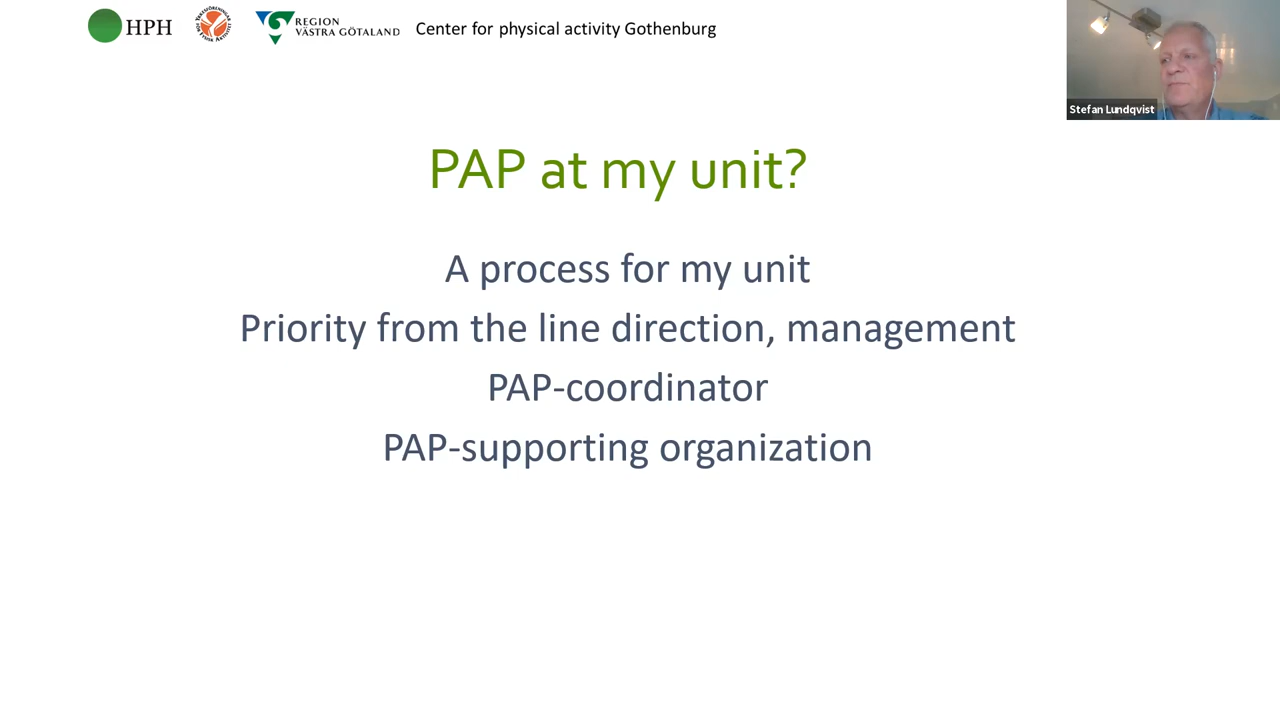 HPH
REGION
VÄSTRA GÖTALAND
Center for physical activity Gothenburg
Stefan Lundqvist
PAP at my unit?
A process for my unit
Priority from the line direction, management
PAP-coordinator
PAP-supporting organization